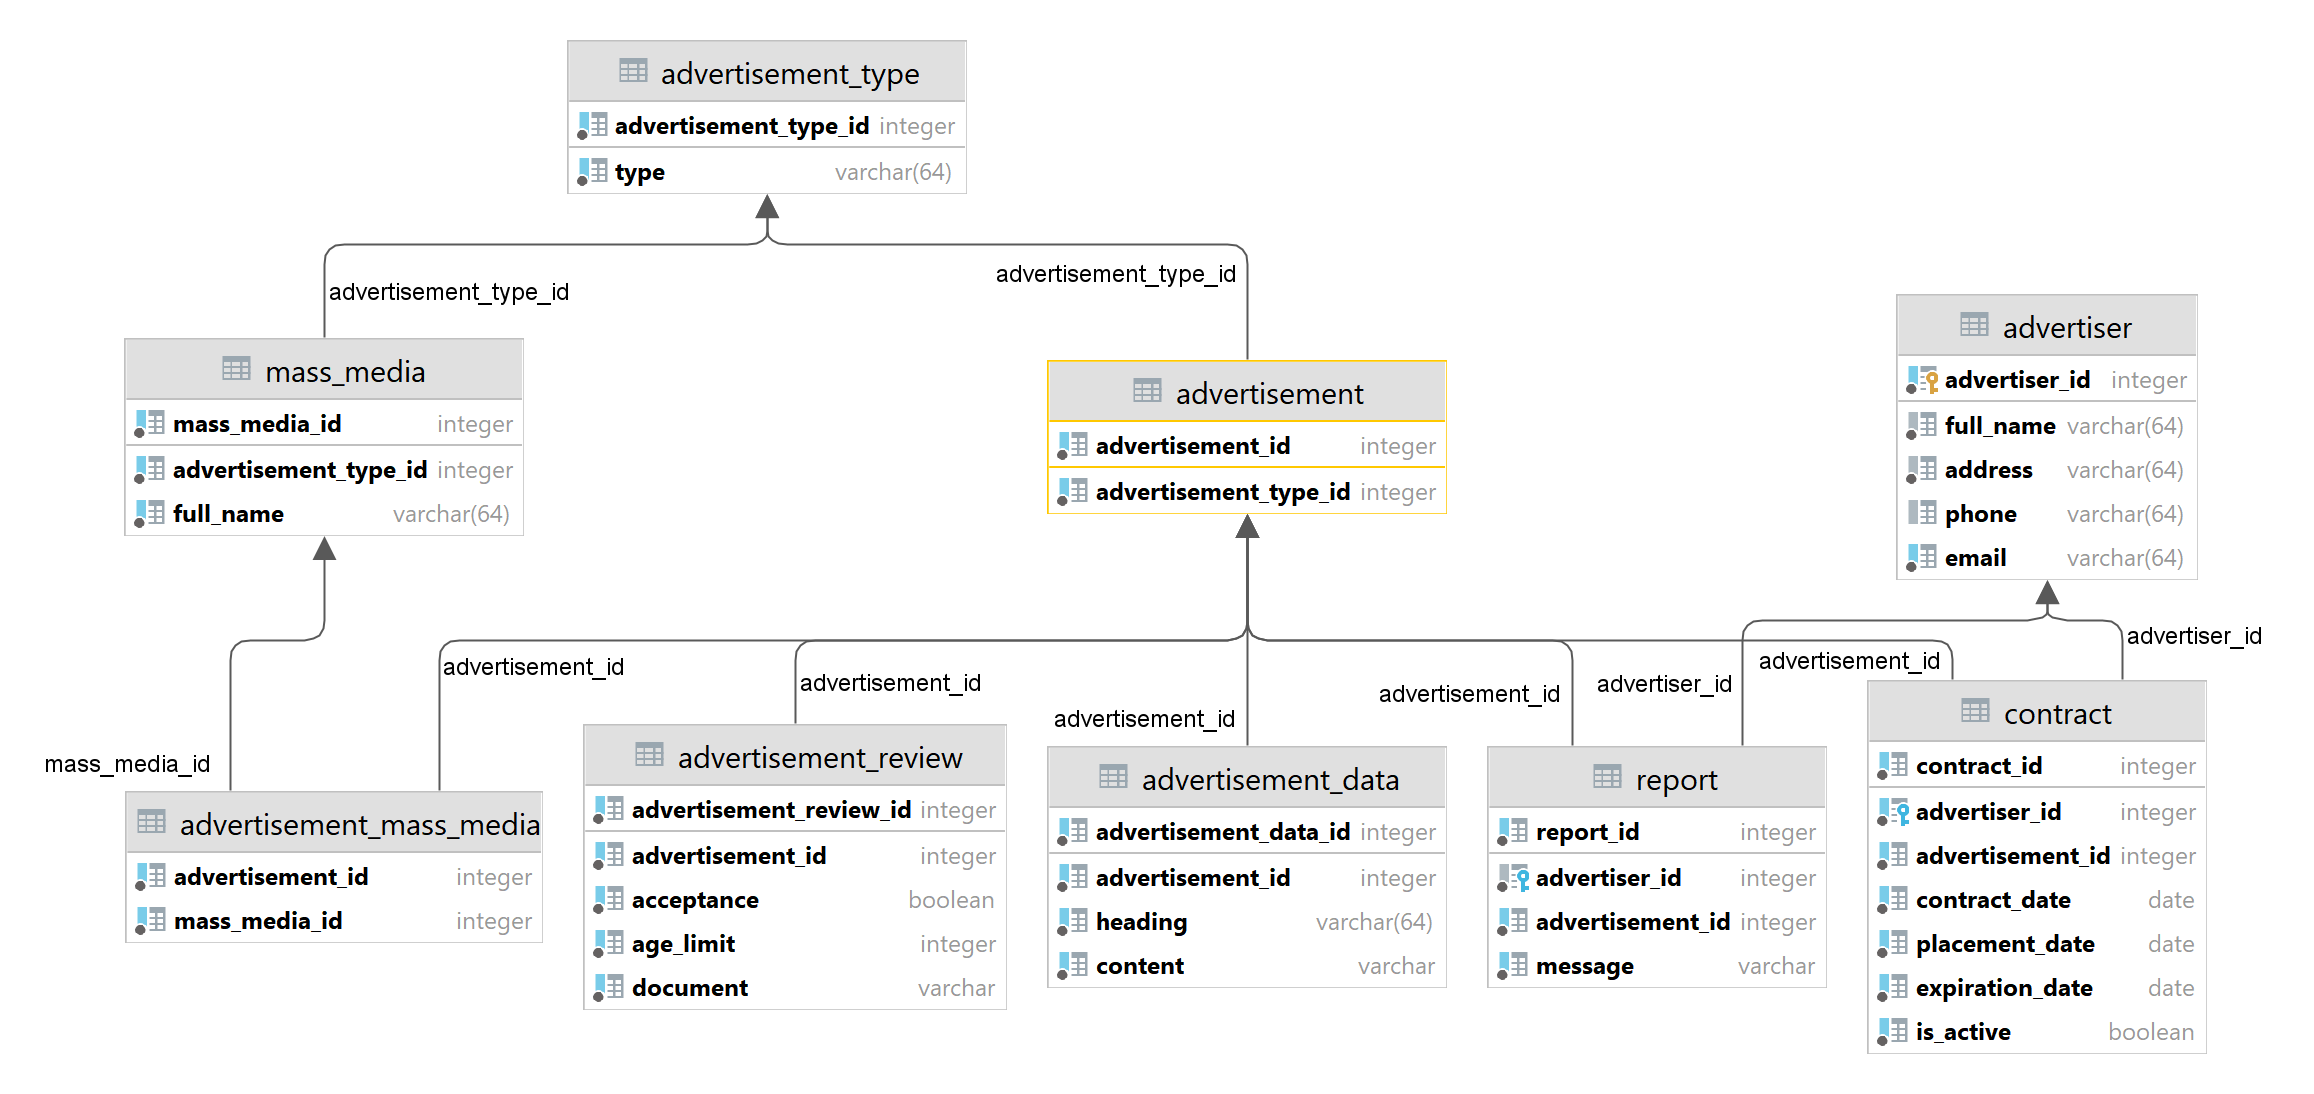 advertisement_type
advertisement_type_id integer
type varchar(64)
advertisement_type_id
advertisement_type_id
mass_media
mass_media_id integer
advertisement_type_id integer
full_name varchar(64)
advertisement
advertisement_id integer
advertisement_type_id integer
advertiser
advertiser_id integer
full_name varchar(64)
address varchar(64)
phone varchar(64)
email varchar(64)
mass_media_id
advertisement_id
advertisement_id
advertisement_id
advertisement_id
advertiser_id
advertisement_id
advertiser_id
advertisement_mass_media
advertisement_id integer
mass_media_id integer
advertisement_review
advertisement_review_id integer
advertisement_id integer
acceptance boolean
age_limit integer
document varchar
advertisement_data
advertisement_data_id integer
advertisement_id integer
heading varchar(64)
content varchar
report
report_id integer
advertiser_id integer
advertisement_id integer
message varchar
contract
contract_id integer
advertiser_id integer
advertisement_id integer
contract_date date
placement_date date
expiration_date date
is_active boolean